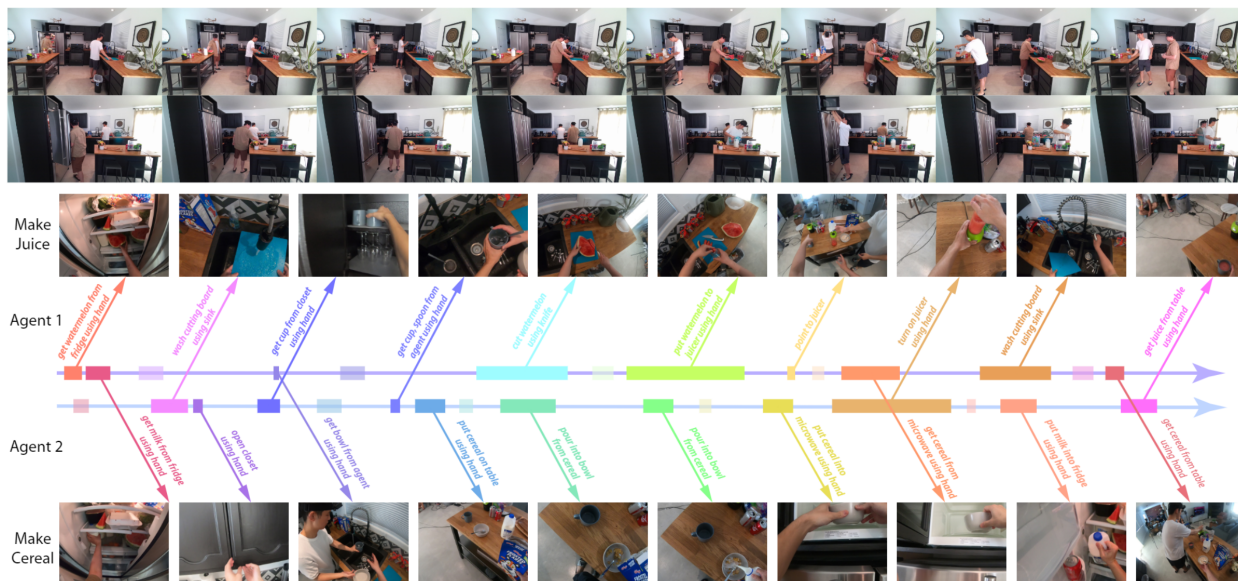 Make
Juice
get watermelon from
fridge using hand
wash cutting board
using sink
get cup from closet
using hand
get cup, spoon from
agent using hand
cut watermelon
using knife
put watermelon to
juicer using hand
point to juicer
turn on juicer
using hand
wash cutting board
using sink
get juice from table
using hand
Agent 1
Agent 2
get milk from fridge
using hand
open closet
using hand
get bowl from agent
using hand
put cereal on table
using hand
pour into bowl
from cereal
pour into bowl
from cereal
put cereal into
microwave using hand
get cereal from
microwave using hand
put milk into fridge
using hand
get cereal from table
using hand
Make
Cereal